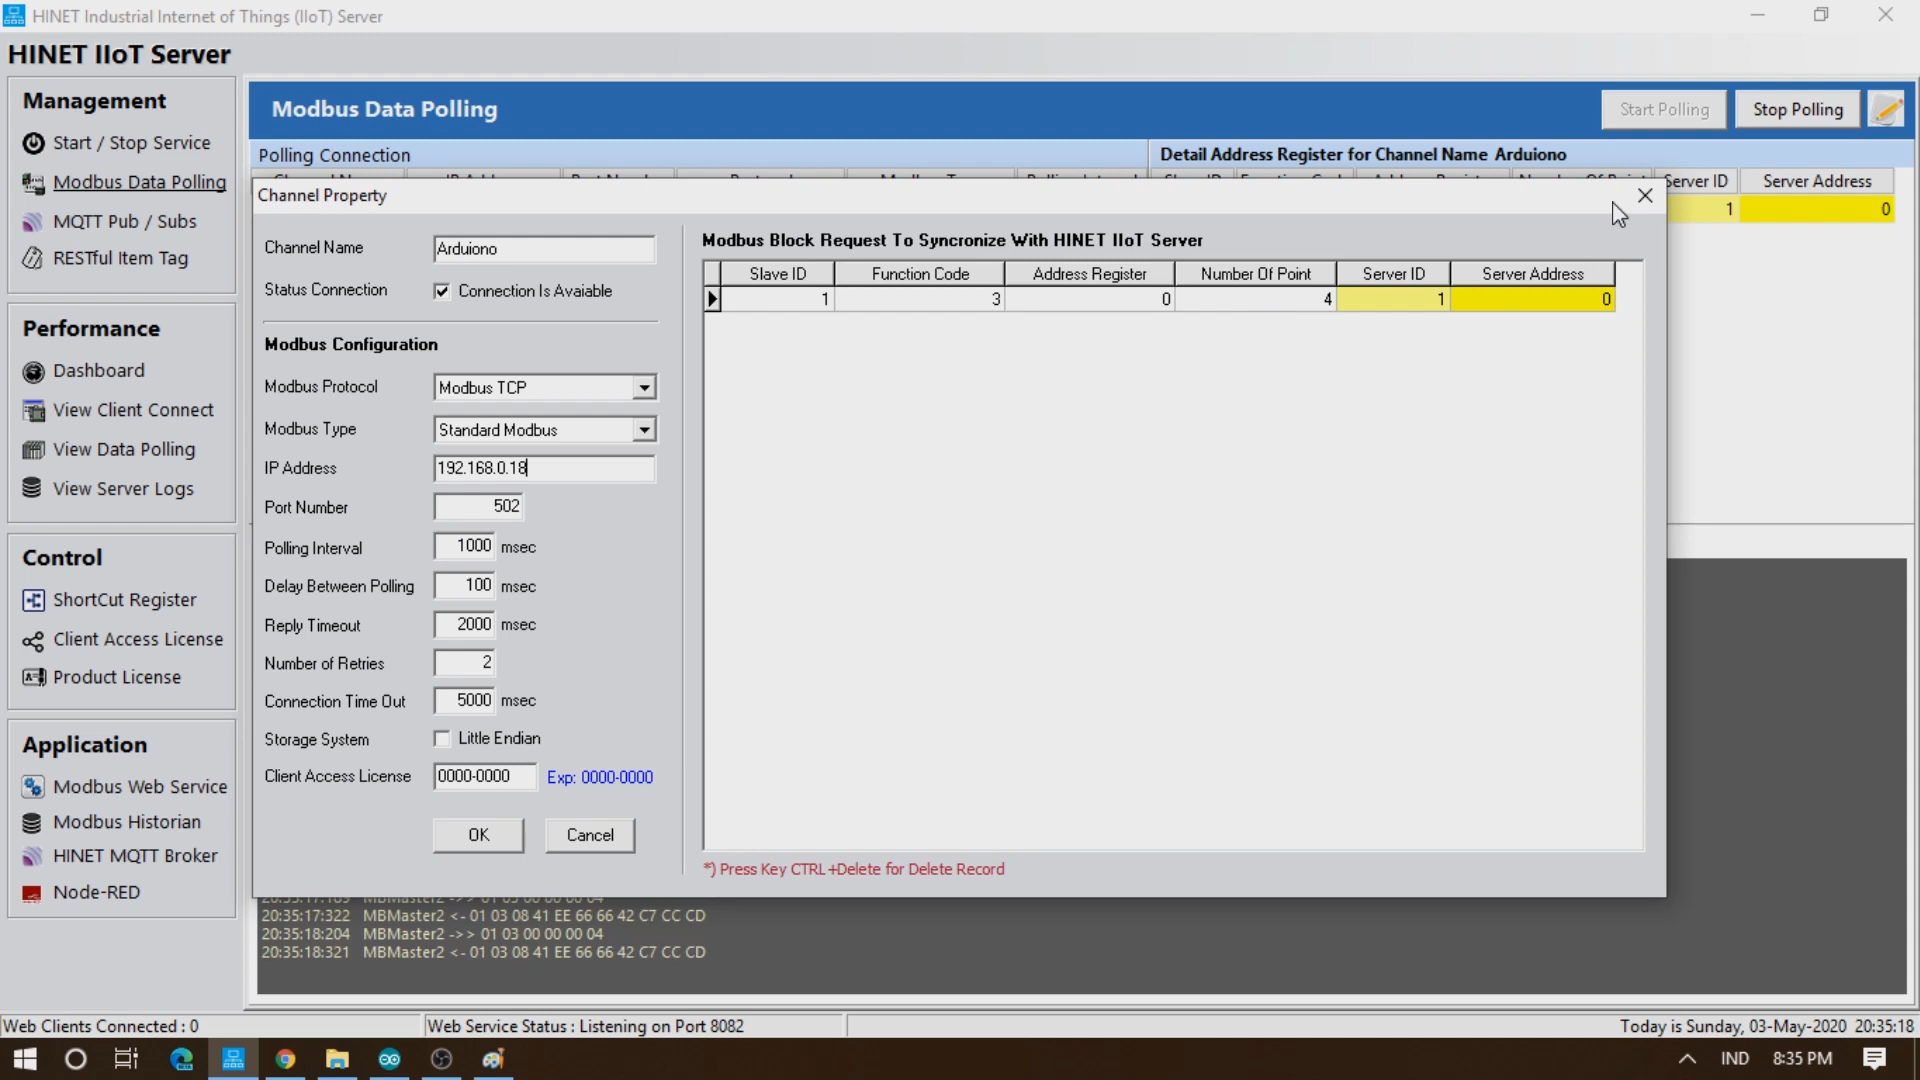 HINET Industrial Internet of Things (IIoT) Server
HINET IIoT Server
Management
Start / Stop Service
Modbus Data Polling
MQTT Pub / Subs
RESTful Item Tag
Performance
Dashboard
View Client Connect
View Data Polling
View Server Logs
Control
ShortCut Register
Client Access License
Product License
Application
Modbus Web Service
Modbus Historian
HINET MQTT Broker
Node-RED
Modbus Data Polling
Start Polling
Stop Polling
Polling Connection
Detail Address Register for Channel Name Arduiono
Server ID Server Address
1 0
Channel Property
Channel Name Arduiono
Status Connection Connection Is Avaiable
Modbus Configuration
Modbus Protocol Modbus TCP
Modbus Type Standard Modbus
IP Address 192.168.0.18
Port Number 502
Polling Interval 1000 msec
Delay Between Polling 100 msec
Reply Timeout 2000 msec
Number of Retries 2
Connection Time Out 5000 msec
Storage System Little Endian
Client Access License 0000-0000 Exp: 0000-0000
OK Cancel
Modbus Block Request To Syncronize With HINET IIoT Server
Slave ID Function Code Address Register Number Of Point Server ID Server Address
1 3 0 4 1 0
*) Press Key CTRL+Delete for Delete Record
20:35:17:322 MBMaster2 <- 01 03 08 41 EE 66 66 42 C7 CC CD
20:35:18:204 MBMaster2 ->> 01 03 00 00 00 04
20:35:18:321 MBMaster2 <- 01 03 08 41 EE 66 66 42 C7 CC CD
Web Clients Connected : 0
Web Service Status : Listening on Port 8082
Today is Sunday, 03-May-2020 20:35:18
IND 8:35 PM